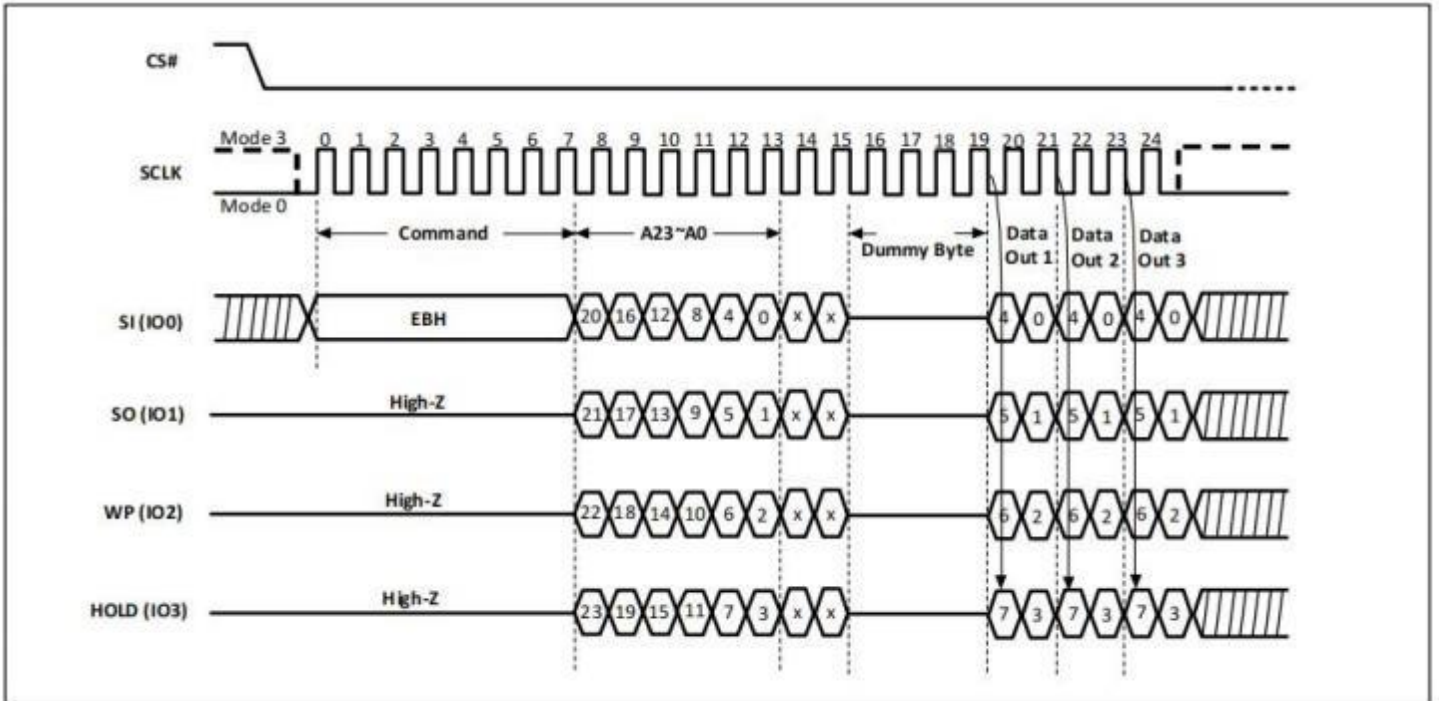 CS#
Mode 3 0 1 2 3 4 5 6 7 8 9 10 11 12 13 14 15 16 17 18 19 20 21 22 23 24
SCLK
Mode 0
Command A23~A0 Dummy Byte Data Out 1 Data Out 2 Data Out 3
SI (IO0) EBH 20 16 12 8 4 0 x x 4 0 4 0 4 0
SO (IO1) High-Z 21 17 13 9 5 1 x x 5 1 5 1 5 1
WP (IO2) High-Z 22 18 14 10 6 2 x x 6 2 6 2 6 2
HOLD (IO3) High-Z 23 19 15 11 7 3 x x 7 3 7 3 7 3